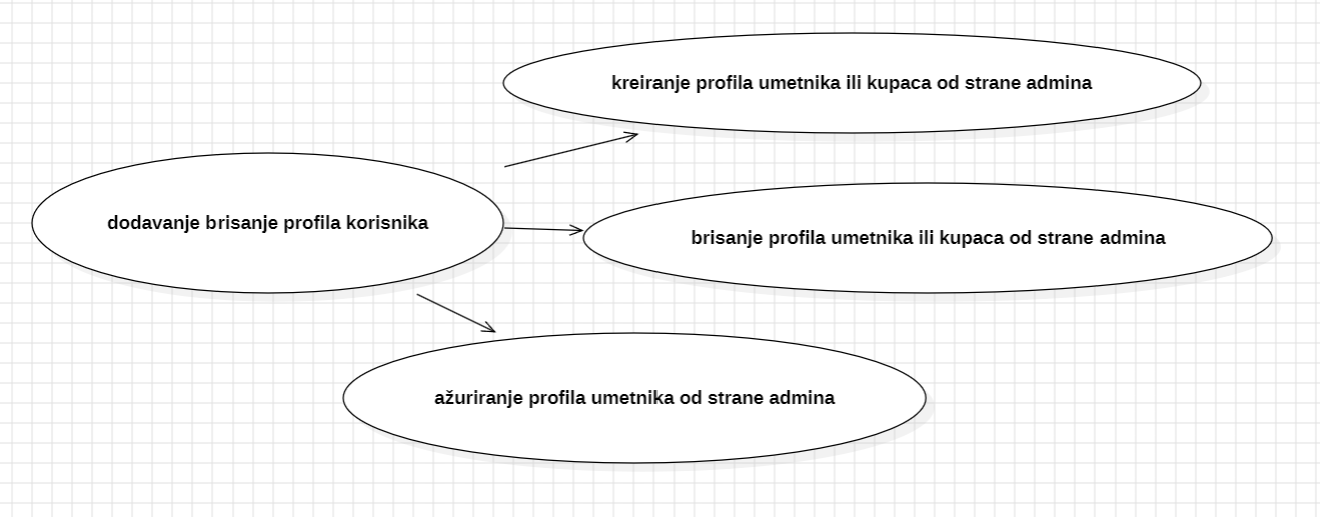 kreiranje profila umetnika ili kupaca od strane admina
dodavanje brisanje profila korisnika
brisanje profila umetnika ili kupaca od strane admina
ažuriranje profila umetnika od strane admina